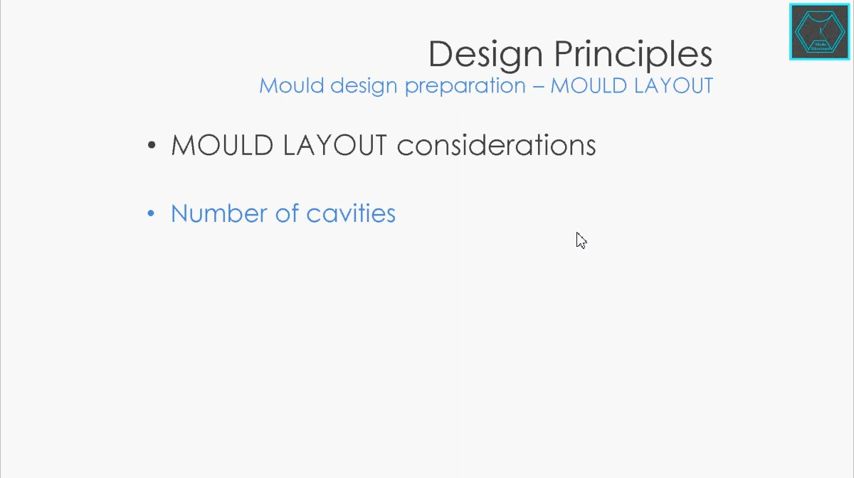 Design Principles
Mould design preparation – MOULD LAYOUT
• MOULD LAYOUT considerations
• Number of cavities